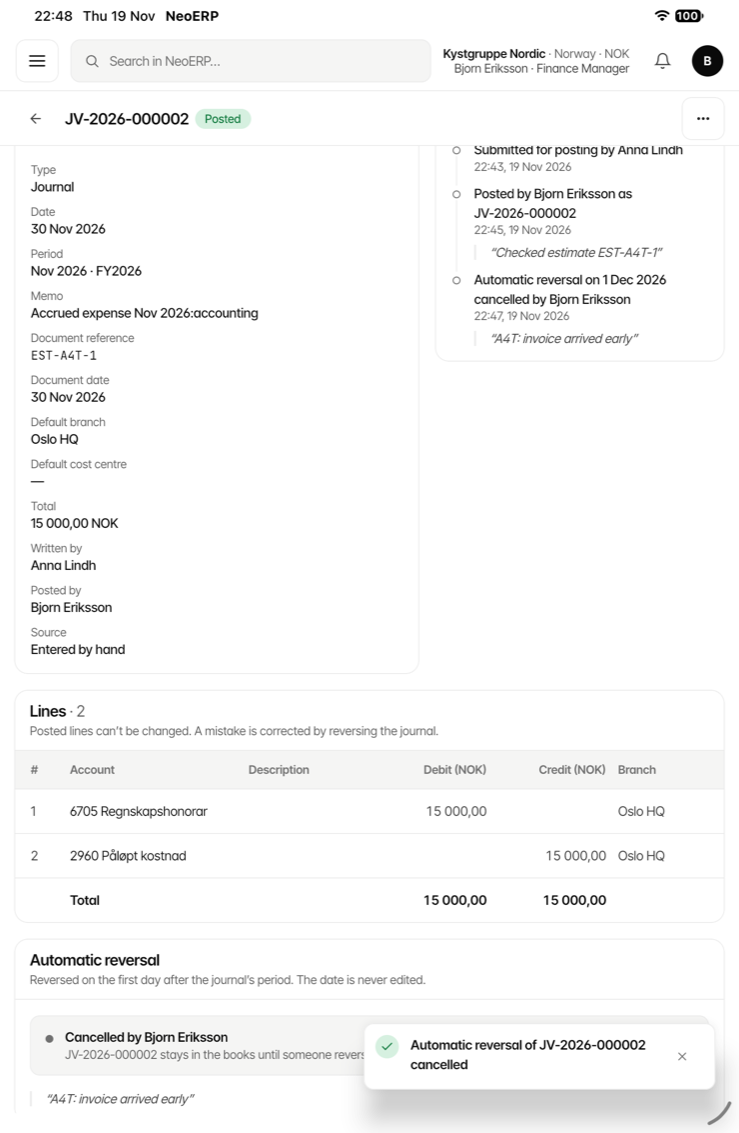 22:48 Thu 19 Nov NeoERP
100
Search in NeoERP...
Kystgruppe Nordic · Norway · NOK
Bjorn Eriksson · Finance Manager
B
JV-2026-000002 Posted
Type
Journal
Date
30 Nov 2026
Period
Nov 2026 · FY2026
Memo
Accrued expense Nov 2026:accounting
Document reference
EST-A4T-1
Document date
30 Nov 2026
Default branch
Oslo HQ
Default cost centre
—
Total
15 000,00 NOK
Written by
Anna Lindh
Posted by
Bjorn Eriksson
Source
Entered by hand
Submitted for posting by Anna Lindh
22:43, 19 Nov 2026
Posted by Bjorn Eriksson as
JV-2026-000002
22:45, 19 Nov 2026
“Checked estimate EST-A4T-1”
Automatic reversal on 1 Dec 2026
cancelled by Bjorn Eriksson
22:47, 19 Nov 2026
“A4T: invoice arrived early”
Lines · 2
Posted lines can’t be changed. A mistake is corrected by reversing the journal.
# Account Description Debit (NOK) Credit (NOK) Branch
1 6705 Regnskapshonorar 15 000,00 Oslo HQ
2 2960 Påløpt kostnad 15 000,00 Oslo HQ
Total 15 000,00 15 000,00
Automatic reversal
Reversed on the first day after the journal’s period. The date is never edited.
Cancelled by Bjorn Eriksson
JV-2026-000002 stays in the books until someone
“A4T: invoice arrived early”
Automatic reversal of JV-2026-000002
cancelled